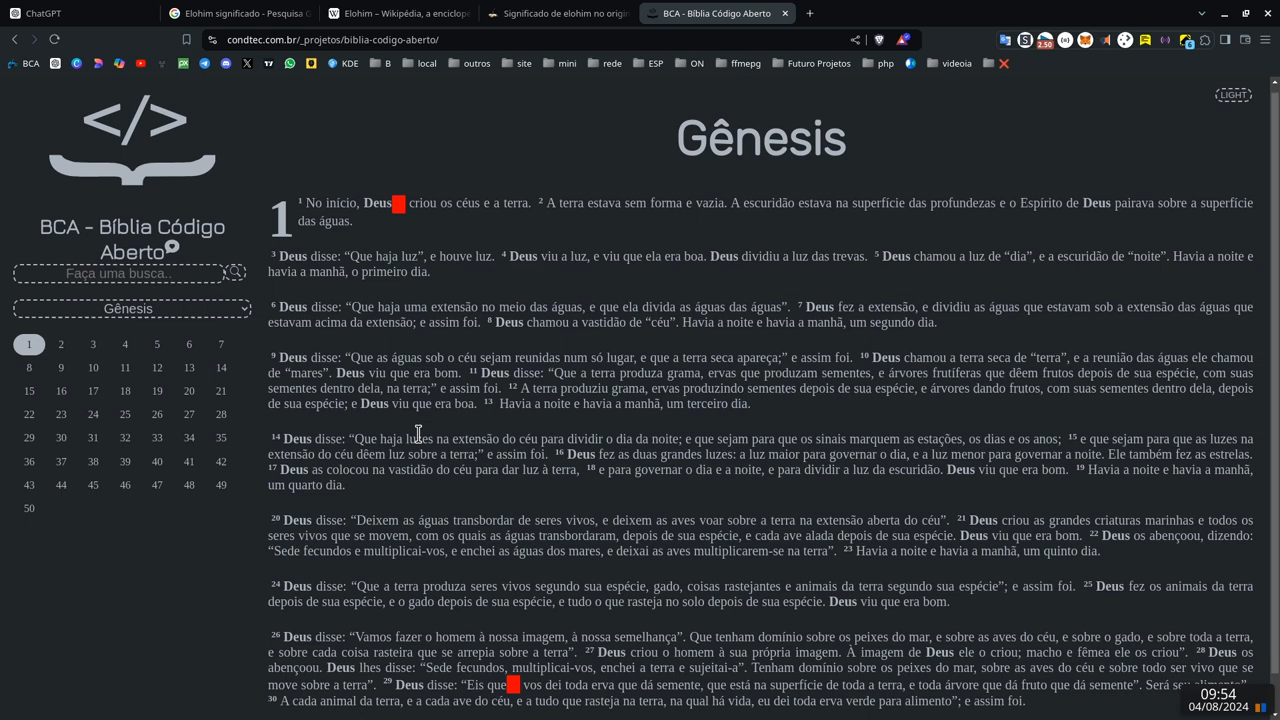 ChatGPT
Elohim significado - Pesquisa G
Elohim – Wikipédia, a enciclope
Significado de elohim no origin
BCA - Bíblia Código Aberto
condtec.com.br/_projetos/biblia-codigo-aberto/
2.50
6
BCA
KDE
B
local
outros
site
mini
rede
ESP
ON
ffmepg
Futuro Projetos
php
videoia
LIGHT
</>
BCA - Bíblia Código
Aberto
Faça uma busca..
Gênesis
1 2 3 4 5 6 7
8 9 10 11 12 13 14
15 16 17 18 19 20 21
22 23 24 25 26 27 28
29 30 31 32 33 34 35
36 37 38 39 40 41 42
43 44 45 46 47 48 49
50
Gênesis
1 ¹ No início, Deus criou os céus e a terra. ² A terra estava sem forma e vazia. A escuridão estava na superfície das profundezas e o Espírito de Deus pairava sobre a superfície
das águas.
³ Deus disse: “Que haja luz”, e houve luz. ⁴ Deus viu a luz, e viu que ela era boa. Deus dividiu a luz das trevas. ⁵ Deus chamou a luz de “dia”, e a escuridão de “noite”. Havia a noite e
havia a manhã, o primeiro dia.
⁶ Deus disse: “Que haja uma extensão no meio das águas, e que ela divida as águas das águas”. ⁷ Deus fez a extensão, e dividiu as águas que estavam sob a extensão das águas que
estavam acima da extensão; e assim foi. ⁸ Deus chamou a vastidão de “céu”. Havia a noite e havia a manhã, um segundo dia.
⁹ Deus disse: “Que as águas sob o céu sejam reunidas num só lugar, e que a terra seca apareça;” e assim foi. ¹⁰ Deus chamou a terra seca de “terra”, e a reunião das águas ele chamou
de “mares”. Deus viu que era bom. ¹¹ Deus disse: “Que a terra produza grama, ervas que produzam sementes, e árvores frutíferas que dêem frutos depois de sua espécie, com suas
sementes dentro dela, na terra;” e assim foi. ¹² A terra produziu grama, ervas produzindo sementes depois de sua espécie, e árvores dando frutos, com suas sementes dentro dela, depois
de sua espécie; e Deus viu que era boa. ¹³ Havia a noite e havia a manhã, um terceiro dia.
¹⁴ Deus disse: “Que haja luzes na extensão do céu para dividir o dia da noite; e que sejam para que os sinais marquem as estações, os dias e os anos; ¹⁵ e que sejam para que as luzes na
extensão do céu dêem luz sobre a terra;” e assim foi. ¹⁶ Deus fez as duas grandes luzes: a luz maior para governar o dia, e a luz menor para governar a noite. Ele também fez as estrelas.
¹⁷ Deus as colocou na vastidão do céu para dar luz à terra, ¹⁸ e para governar o dia e a noite, e para dividir a luz da escuridão. Deus viu que era bom. ¹⁹ Havia a noite e havia a manhã,
um quarto dia.
²⁰ Deus disse: “Deixem as águas transbordar de seres vivos, e deixem as aves voar sobre a terra na extensão aberta do céu”. ²¹ Deus criou as grandes criaturas marinhas e todos os
seres vivos que se movem, com os quais as águas transbordaram, depois de sua espécie, e cada ave alada depois de sua espécie. Deus viu que era bom. ²² Deus os abençoou, dizendo:
“Sede fecundos e multiplicai-vos, e enchei as águas dos mares, e deixai as aves multiplicarem-se na terra”. ²³ Havia a noite e havia a manhã, um quinto dia.
²⁴ Deus disse: “Que a terra produza seres vivos segundo sua espécie, gado, coisas rastejantes e animais da terra segundo sua espécie”; e assim foi. ²⁵ Deus fez os animais da terra
depois de sua espécie, e o gado depois de sua espécie, e tudo o que rasteja no solo depois de sua espécie. Deus viu que era bom.
²⁶ Deus disse: “Vamos fazer o homem à nossa imagem, à nossa semelhança”. Que tenham domínio sobre os peixes do mar, e sobre as aves do céu, e sobre o gado, e sobre toda a terra,
e sobre cada coisa rasteira que se arrepia sobre a terra”. ²⁷ Deus criou o homem à sua própria imagem. À imagem de Deus ele o criou; macho e fêmea ele os criou”. ²⁸ Deus os
abençoou. Deus lhes disse: “Sede fecundos, multiplicai-vos, enchei a terra e sujeitai-a”. Tenham domínio sobre os peixes do mar, sobre as aves do céu e sobre todo ser vivo que se
move sobre a terra”. ²⁹ Deus disse: “Eis que vos dei toda erva que dá semente, que está na superfície de toda a terra, e toda árvore que dá fruto que dá semente”. Será seu alimento”.
³⁰ A cada animal da terra, e a cada ave do céu, e a tudo que rasteja na terra, na qual há vida, eu dei toda erva verde para alimento”; e assim foi.
09:54
04/08/2024